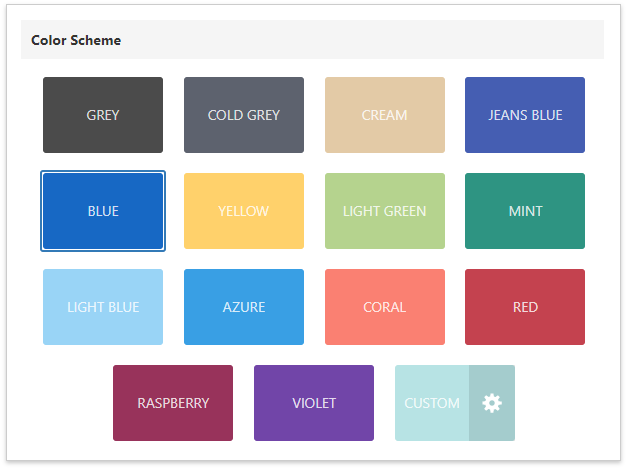 Color Scheme
GREY
COLD GREY
CREAM
JEANS BLUE
BLUE
YELLOW
LIGHT GREEN
MINT
LIGHT BLUE
AZURE
CORAL
RED
RASPBERRY
VIOLET
CUSTOM